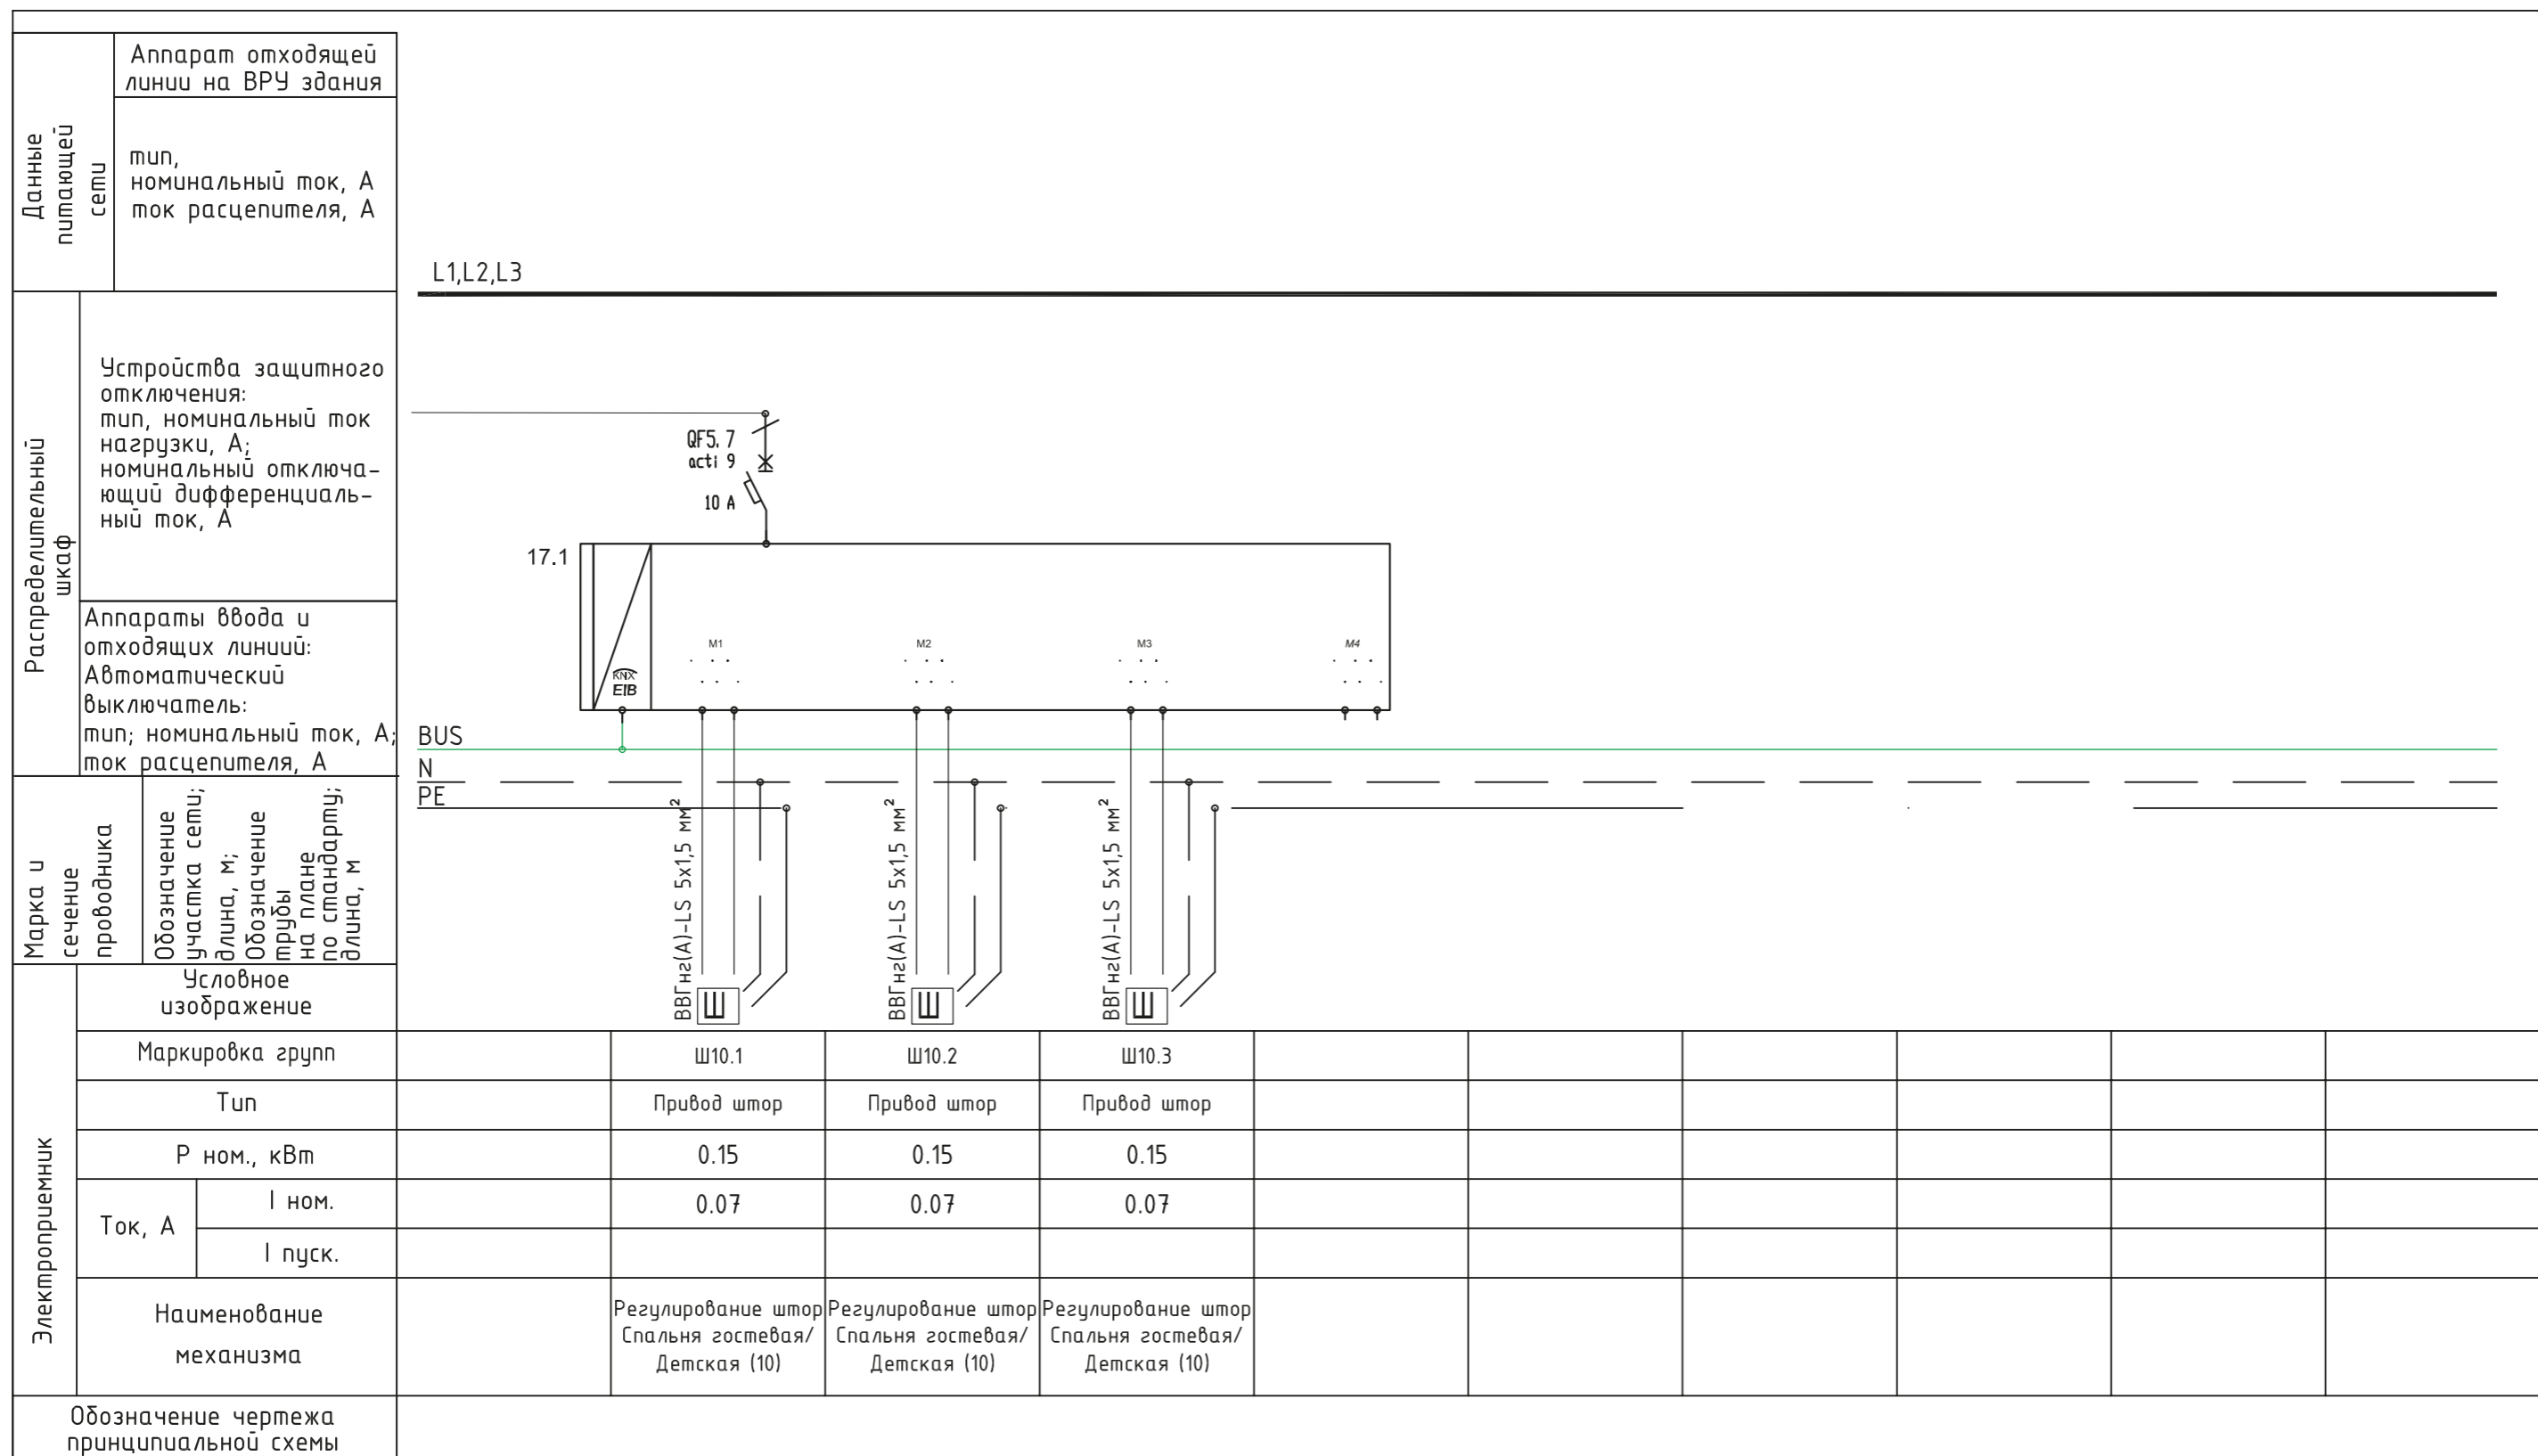 Аппарат отходящей
линии на ВРУ здания
Данные
питающей
сети
тип,
номинальный ток, А
ток расцепителя, А
L1,L2,L3
Распределительный
шкаф
Устройства защитного
отключения:
тип, номинальный ток
нагрузки, А;
номинальный отключа-
ющий дифференциаль-
ный ток, А
QF5. 7
acti 9
10 A
17.1
M1
M2
M3
M4
KNX
EIB
Аппараты ввода и
отходящих линиий:
Автоматический
выключатель:
тип; номинальный ток, А;
ток расцепителя, А
BUS
N
PE
Марка и
сечение
проводника
Обозначение
участка сети;
длина, м;
Обозначение
трубы
на плане
по стандарту;
длина, м
ВВГнг(А)-LS 5х1,5 мм²
ВВГнг(А)-LS 5х1,5 мм²
ВВГнг(А)-LS 5х1,5 мм²
Электроприемник
Условное
изображение
Ш
Ш
Ш
Маркировка групп
Ш10.1
Ш10.2
Ш10.3
Тип
Привод штор
Привод штор
Привод штор
Р ном., кВт
0.15
0.15
0.15
Ток, А
I ном.
0.07
0.07
0.07
I пуск.
Наименование
механизма
Регулирование штор
Спальня гостевая/
Детская (10)
Регулирование штор
Спальня гостевая/
Детская (10)
Регулирование штор
Спальня гостевая/
Детская (10)
Обозначение чертежа
принципиальной схемы